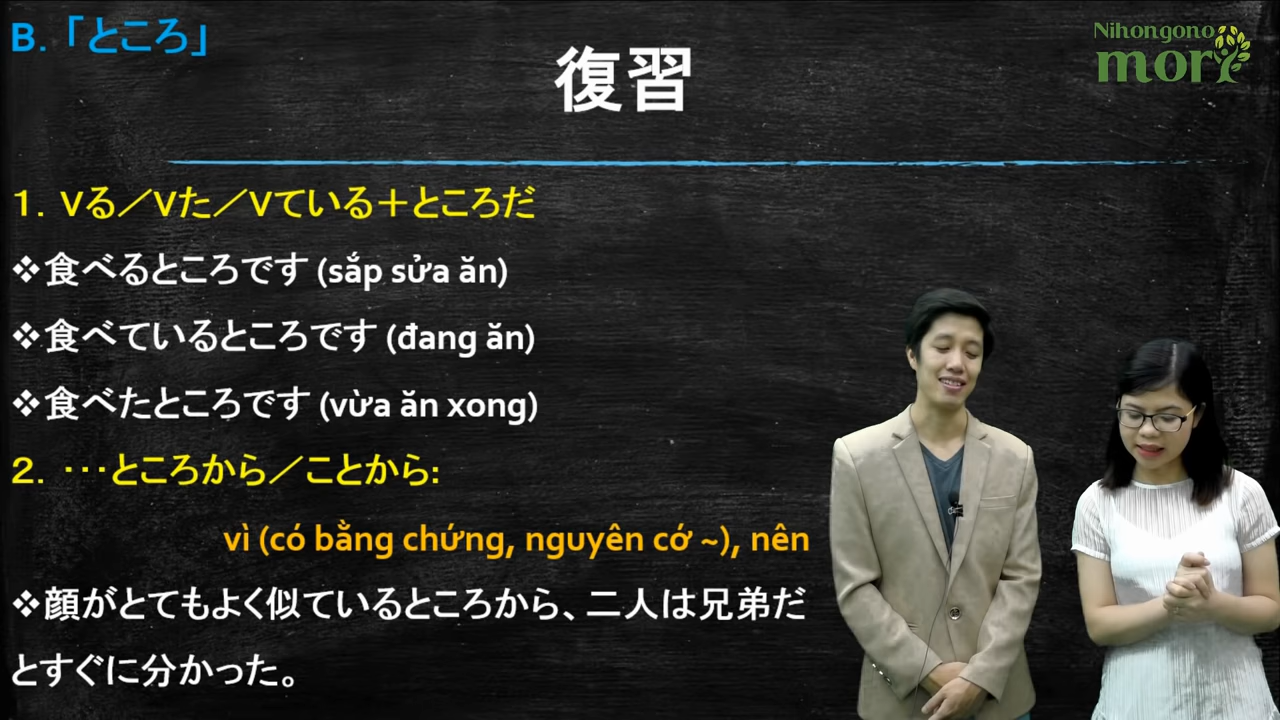 B. 「ところ」
Nihongono
mori
復習
１．Vる／Vた／Vている＋ところだ
❖食べるところです (sắp sửa ăn)
❖食べているところです (đang ăn)
❖食べたところです (vừa ăn xong)
２．･･･ところから／ことから:
vì (có bằng chứng, nguyên cớ ~), nên
❖顔がとてもよく似ているところから、二人は兄弟だ
とすぐに分かった。